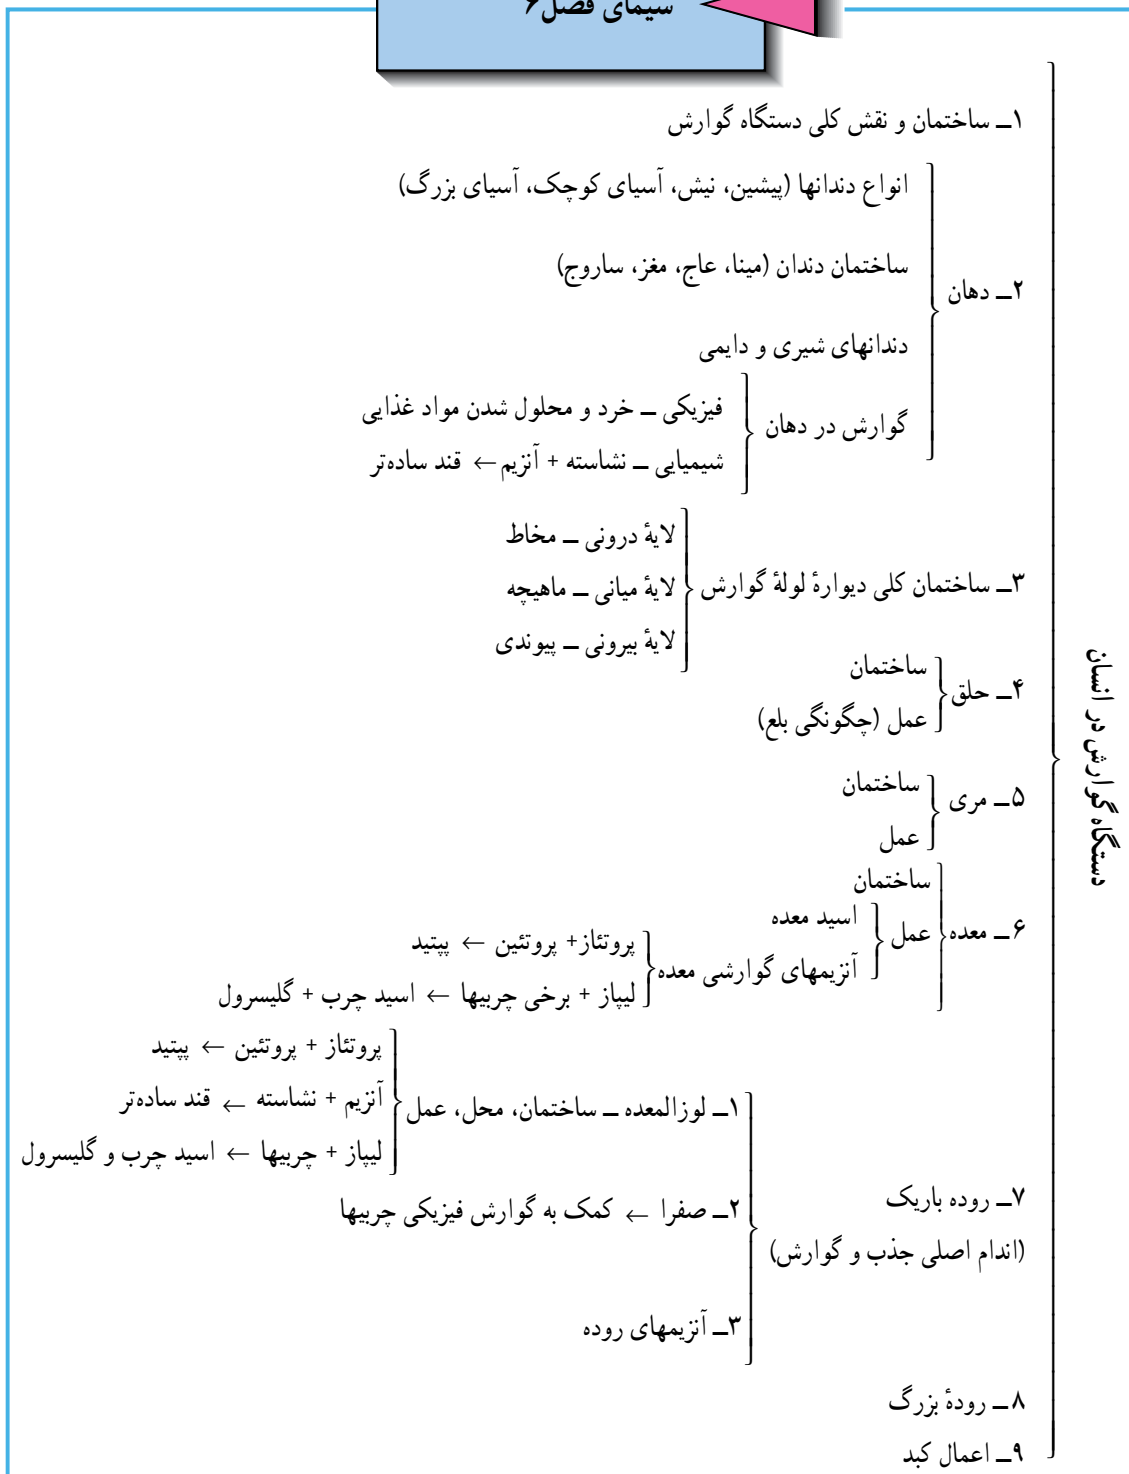 سیمای فصل ۶
دستگاه گوارش در انسان
۱ــ ساختمان و نقش کلی دستگاه گوارش
۲ــ دهان
انواع دندانها (پیشین، نیش، آسیای کوچک، آسیای بزرگ)
ساختمان دندان (مینا، عاج، مغز، ساروج)
دندانهای شیری و دایمی
گوارش در دهان
فیزیکی ــ خرد و محلول شدن مواد غذایی
شیمیایی ــ نشاسته + آنزیم ← قند ساده‌تر
۳ــ ساختمان کلی دیوارهٔ لولهٔ گوارش
لایهٔ درونی ــ مخاط
لایهٔ میانی ــ ماهیچه
لایهٔ بیرونی ــ پیوندی
۴ــ حلق
ساختمان
عمل (چگونگی بلع)
۵ــ مری
ساختمان
عمل
۶ــ معده
ساختمان
عمل
اسید معده
آنزیمهای گوارشی معده
پروتئاز+ پروتئین ← پپتید
لیپاز + برخی چربیها ← اسید چرب + گلیسرول
۷ــ روده باریک
(اندام اصلی جذب و گوارش)
۱ــ لوزالمعده ــ ساختمان، محل، عمل
پروتئاز + پروتئین ← پپتید
آنزیم + نشاسته ← قند ساده‌تر
لیپاز + چربیها ← اسید چرب و گلیسرول
۲ــ صفرا ← کمک به گوارش فیزیکی چربیها
۳ــ آنزیمهای روده
۸ــ رودهٔ بزرگ
۹ــ اعمال کبد